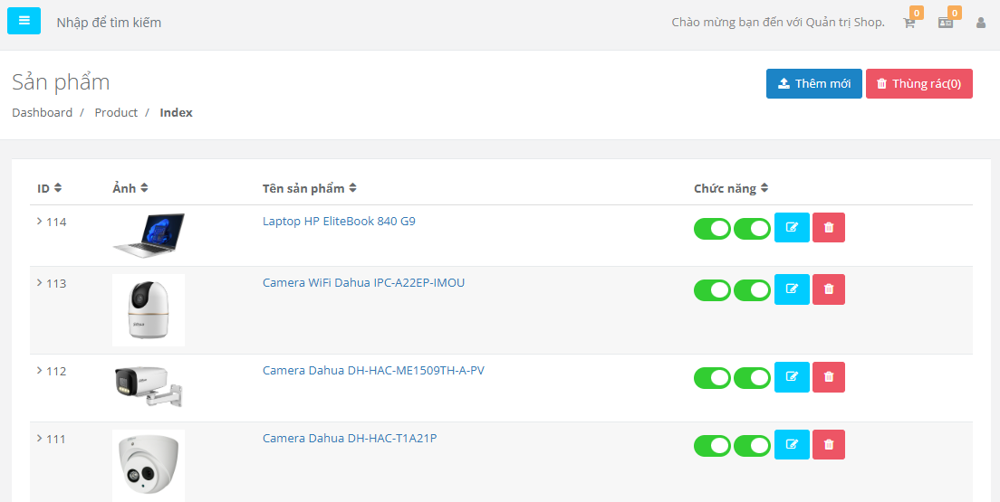 Nhập để tìm kiếm
Chào mừng bạn đến với Quản trị Shop.
0
0
Sản phẩm
Thêm mới
Thùng rác(0)
Dashboard / Product / Index
ID Ảnh Tên sản phẩm Chức năng
114 Laptop HP EliteBook 840 G9
113 Camera WiFi Dahua IPC-A22EP-IMOU
112 Camera Dahua DH-HAC-ME1509TH-A-PV
111 Camera Dahua DH-HAC-T1A21P